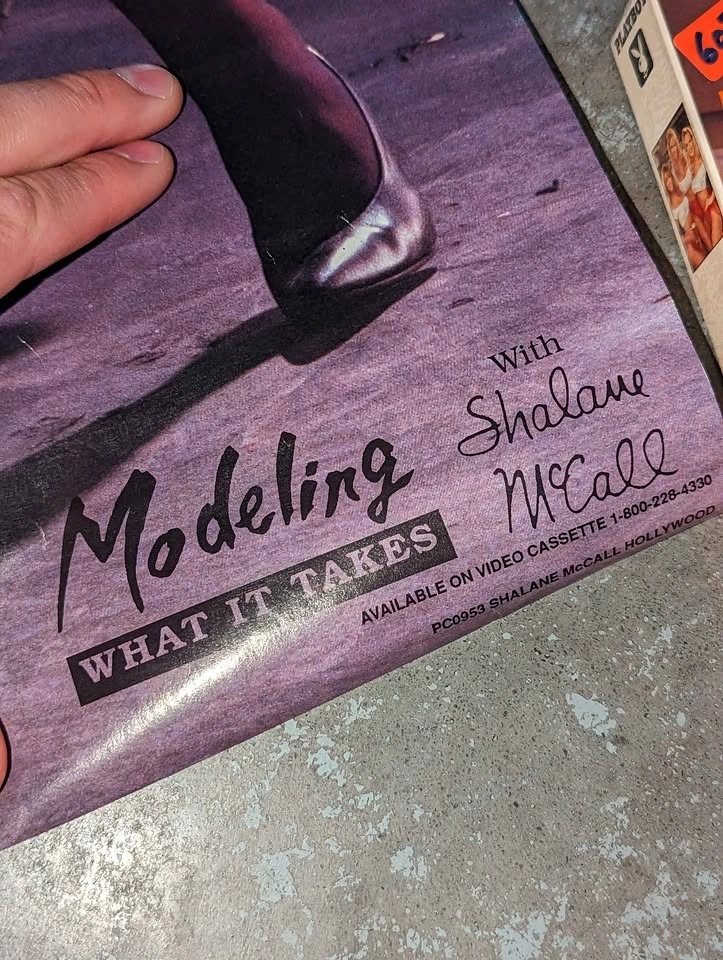 PLAYBOY
With
Shalane
McCall
Modeling
WHAT IT TAKES
AVAILABLE ON VIDEO CASSETTE 1-800-228-4330
PC0953 SHALANE McCALL HOLLYWOOD